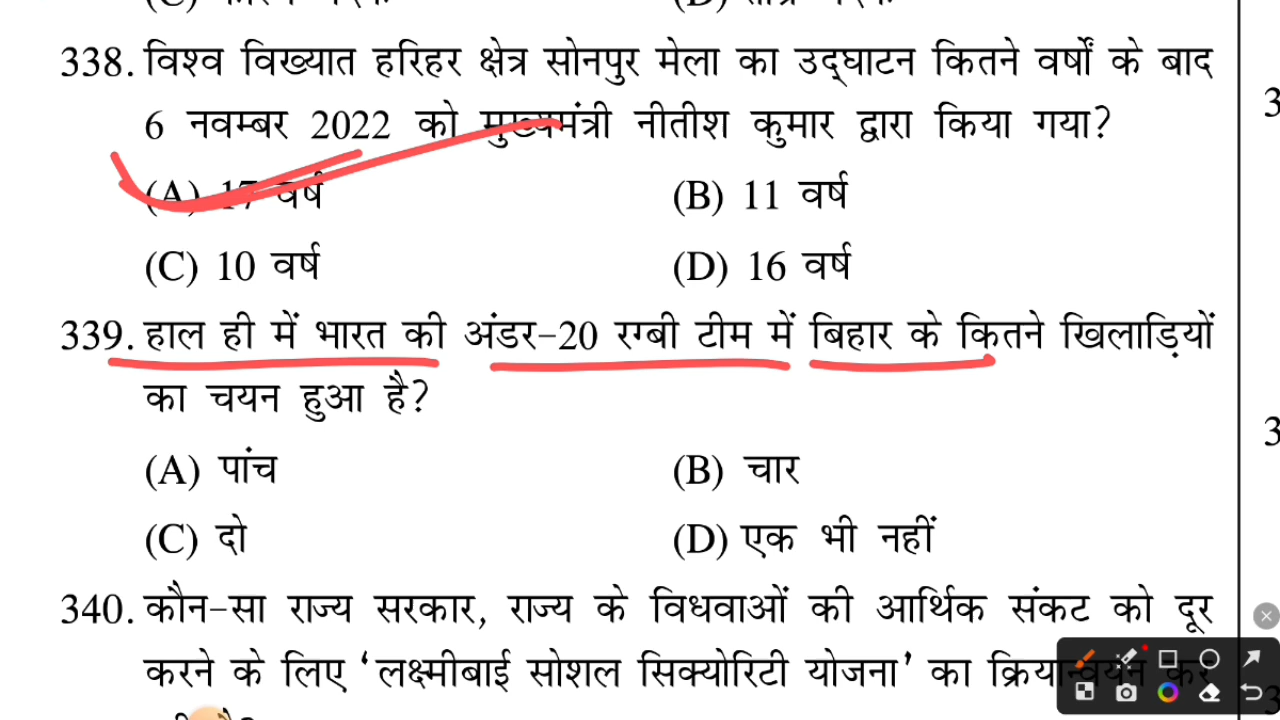 338. विश्व विख्यात हरिहर क्षेत्र सोनपुर मेला का उद्घाटन कितने वर्षों के बाद
6 नवम्बर 2022 को मुख्यमंत्री नीतीश कुमार द्वारा किया गया?
(A) 17 वर्ष (B) 11 वर्ष
(C) 10 वर्ष (D) 16 वर्ष
339. हाल ही में भारत की अंडर-20 रग्बी टीम में बिहार के कितने खिलाड़ियों
का चयन हुआ है?
(A) पांच (B) चार
(C) दो (D) एक भी नहीं
340. कौन-सा राज्य सरकार, राज्य के विधवाओं की आर्थिक संकट को दूर
करने के लिए ‘लक्ष्मीबाई सोशल सिक्योरिटी योजना’ का क्रियान्वयन कर